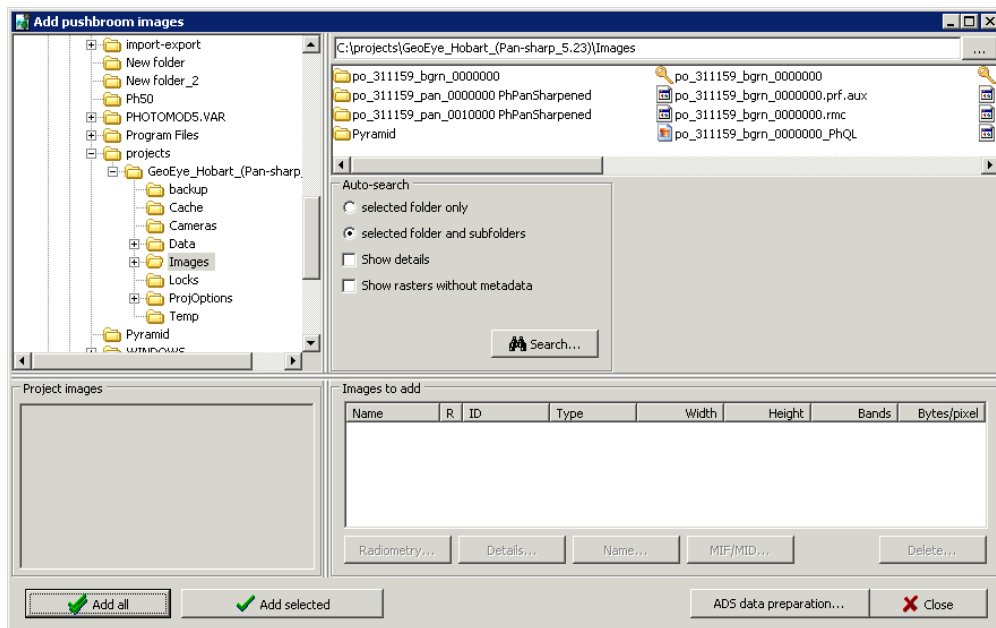 Add pushbroom images
import-export
New folder
New folder_2
Ph50
PHOTOMOD5.VAR
Program Files
projects
GeoEye_Hobart_(Pan-sharp_
backup
Cache
Cameras
Data
Images
Locks
ProjOptions
Temp
Pyramid
WINDOWS
C:\projects\GeoEye_Hobart_(Pan-sharp_5.23)\Images
...
po_311159_bgrn_0000000
po_311159_pan_0000000 PhPanSharpened
po_311159_pan_0010000 PhPanSharpened
Pyramid
po_311159_bgrn_0000000
po_311159_bgrn_0000000.prf.aux
po_311159_bgrn_0000000.rmc
po_311159_bgrn_0000000_PhQL
Auto-search
selected folder only
selected folder and subfolders
Show details
Show rasters without metadata
Search...
Project images
Images to add
Name R ID Type Width Height Bands Bytes/pixel
Radiometry... Details... Name... MIF/MID... Delete...
Add all Add selected ADS data preparation... Close